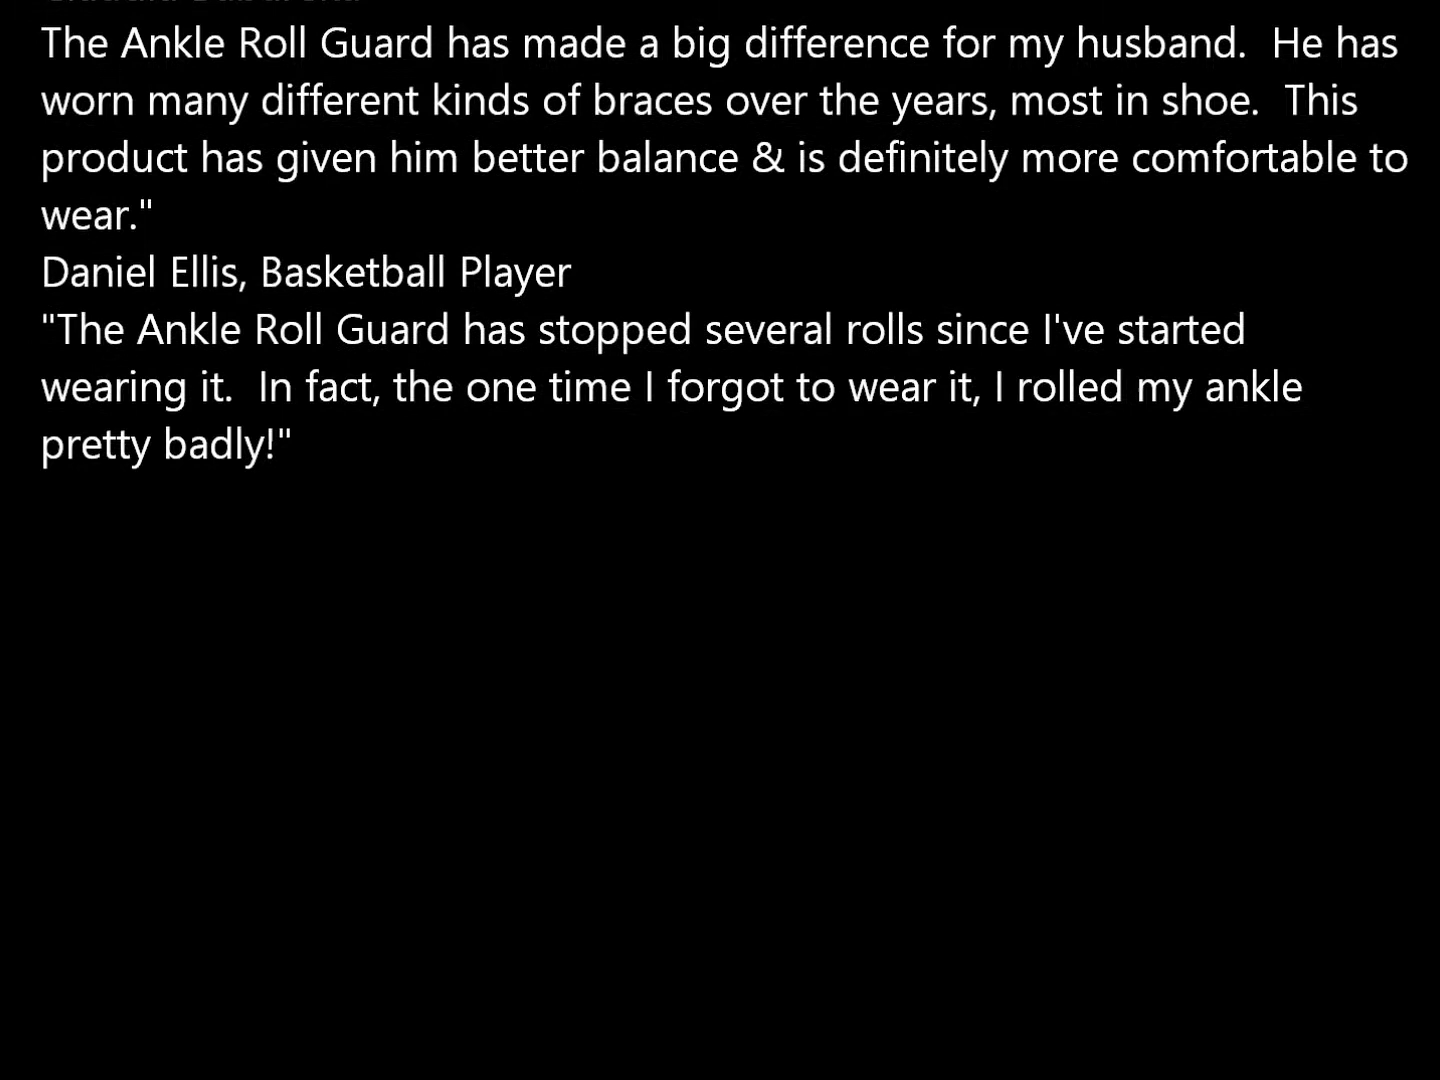 The Ankle Roll Guard has made a big difference for my husband.  He has
worn many different kinds of braces over the years, most in shoe.  This
product has given him better balance & is definitely more comfortable to
wear."
Daniel Ellis, Basketball Player
"The Ankle Roll Guard has stopped several rolls since I've started
wearing it.  In fact, the one time I forgot to wear it, I rolled my ankle
pretty badly!"